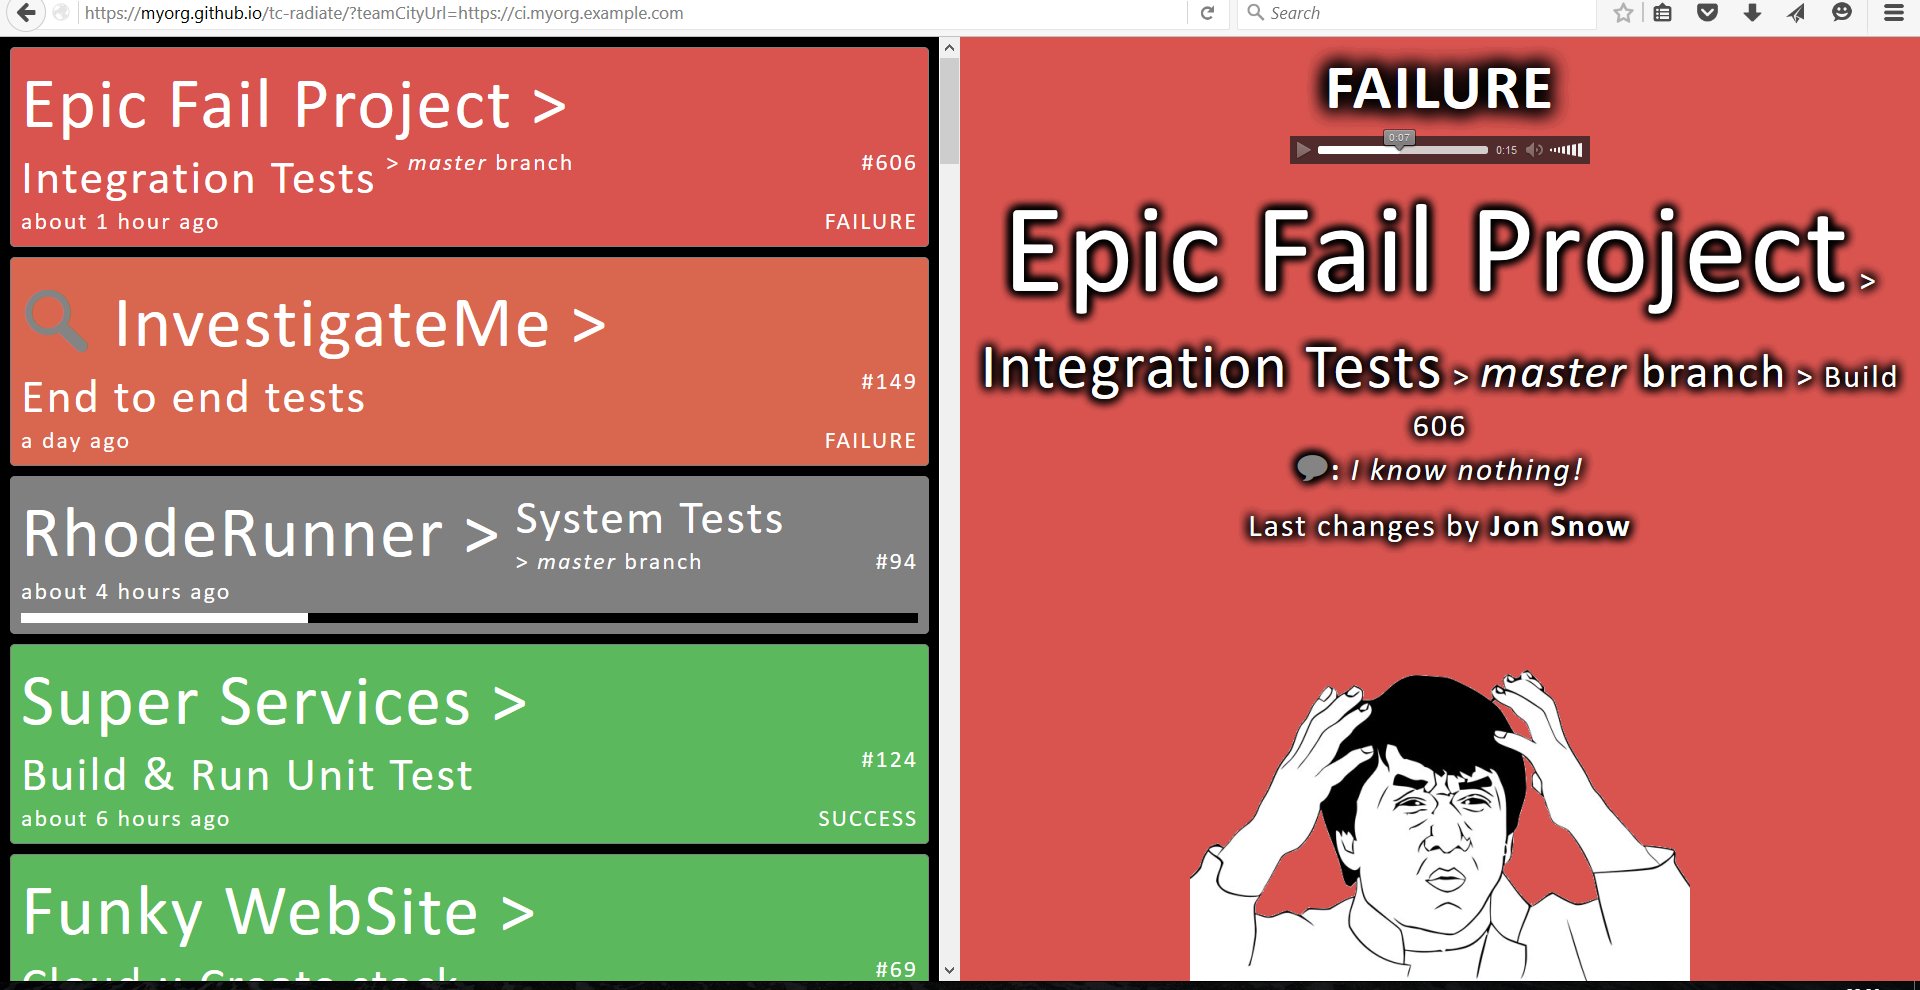 https://myorg.github.io/tc-radiate/?teamCityUrl=https://ci.myorg.example.com
Search
Epic Fail Project >
Integration Tests > master branch #606
about 1 hour ago FAILURE
InvestigateMe >
End to end tests #149
a day ago FAILURE
RhodeRunner > System Tests
> master branch #94
about 4 hours ago
Super Services >
Build & Run Unit Test #124
about 6 hours ago SUCCESS
Funky WebSite >
#69
FAILURE
0:07
0:15
Epic Fail Project >
Integration Tests > master branch > Build
606
: I know nothing!
Last changes by Jon Snow